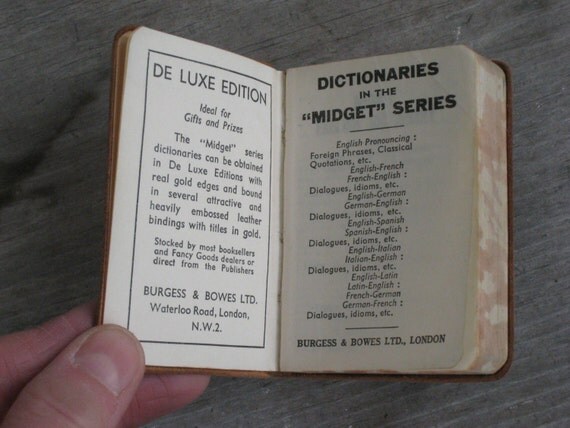 DE LUXE EDITION
Ideal for
Gifts and Prizes
The "Midget" series
dictionaries can be obtained
in De Luxe Editions with
real gold edges and bound
in several attractive and
heavily embossed leather
bindings with titles in gold.
Stocked by most booksellers
and Fancy Goods dealers or
direct from the Publishers
BURGESS & BOWES LTD.
Waterloo Road, London,
N.W.2.
DICTIONARIES
IN THE
"MIDGET" SERIES
English Pronouncing :
Foreign Phrases, Classical
Quotations, etc.
English-French
French-English :
Dialogues, idioms, etc.
English-German
German-English :
Dialogues, idioms, etc.
English-Spanish
Spanish-English :
Dialogues, idioms, etc.
English-Italian
Italian-English :
Dialogues, idioms, etc.
English-Latin
Latin-English :
French-German
German-French :
Dialogues, idioms, etc.
BURGESS & BOWES LTD., LONDON